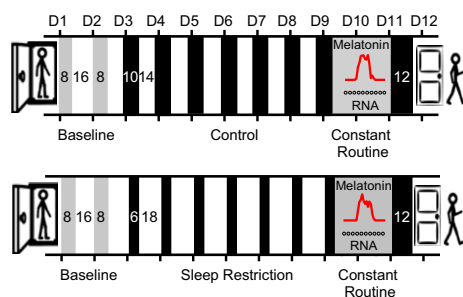 D1 D2 D3 D4 D5 D6 D7 D8 D9 D10 D11 D12
Melatonin
8 16 8 10 14 12
RNA
Baseline Control Constant
Routine
Melatonin
8 16 8 6 18 12
RNA
Baseline Sleep Restriction Constant
Routine